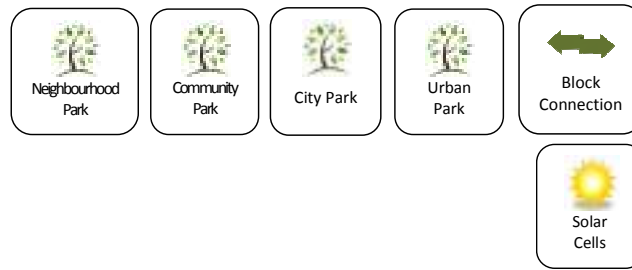 Neighbourhood
Park
Community
Park
City Park
Urban
Park
Block
Connection
Solar
Cells